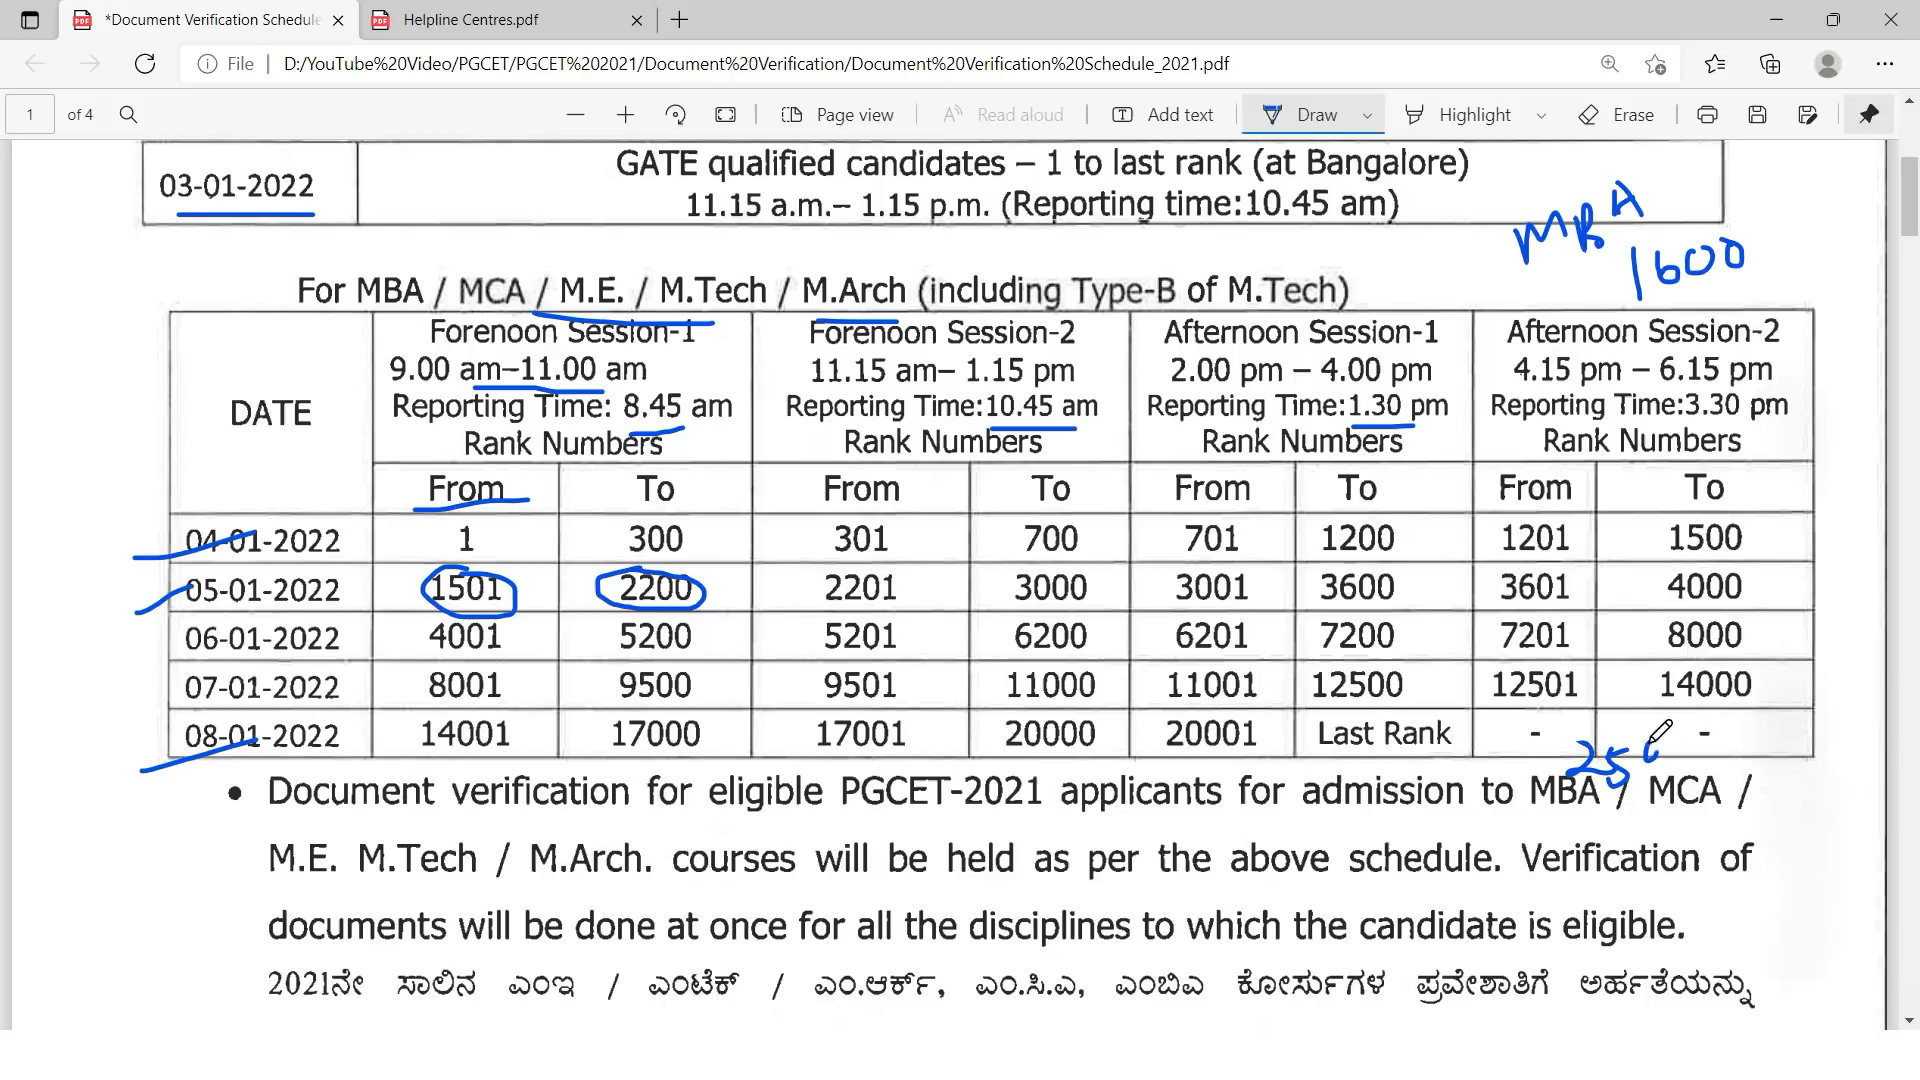 *Document Verification Schedule
Helpline Centres.pdf
File
D:/YouTube%20Video/PGCET/PGCET%202021/Document%20Verification/Document%20Verification%20Schedule_2021.pdf
1 of 4
Page view
Read aloud
Add text
Draw
Highlight
Erase
03-01-2022
GATE qualified candidates – 1 to last rank (at Bangalore)
11.15 a.m.– 1.15 p.m. (Reporting time:10.45 am)
MBA
1600
For MBA / MCA / M.E. / M.Tech / M.Arch (including Type-B of M.Tech)
DATE
Forenoon Session-1
9.00 am–11.00 am
Reporting Time: 8.45 am
Rank Numbers
Forenoon Session-2
11.15 am– 1.15 pm
Reporting Time:10.45 am
Rank Numbers
Afternoon Session-1
2.00 pm – 4.00 pm
Reporting Time:1.30 pm
Rank Numbers
Afternoon Session-2
4.15 pm – 6.15 pm
Reporting Time:3.30 pm
Rank Numbers
From To From To From To From To
04-01-2022 1 300 301 700 701 1200 1201 1500
05-01-2022 1501 2200 2201 3000 3001 3600 3601 4000
06-01-2022 4001 5200 5201 6200 6201 7200 7201 8000
07-01-2022 8001 9500 9501 11000 11001 12500 12501 14000
08-01-2022 14001 17000 17001 20000 20001 Last Rank - -
25
• Document verification for eligible PGCET-2021 applicants for admission to MBA / MCA /
M.E. M.Tech / M.Arch. courses will be held as per the above schedule. Verification of
documents will be done at once for all the disciplines to which the candidate is eligible.
2021ನೇ ಸಾಲಿನ ಎಂಇ / ಎಂಟೆಕ್ / ಎಂ.ಆರ್ಕ್, ಎಂ.ಸಿ.ಎ, ಎಂಬಿಎ ಕೋರ್ಸುಗಳ ಪ್ರವೇಶಾತಿಗೆ ಅರ್ಹತೆಯನ್ನು